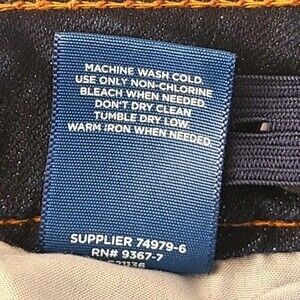 MACHINE WASH COLD.
USE ONLY NON-CHLORINE
BLEACH WHEN NEEDED.
DON'T DRY CLEAN
TUMBLE DRY LOW.
WARM IRON WHEN NEEDED.
SUPPLIER 74979-6
RN# 9367-7